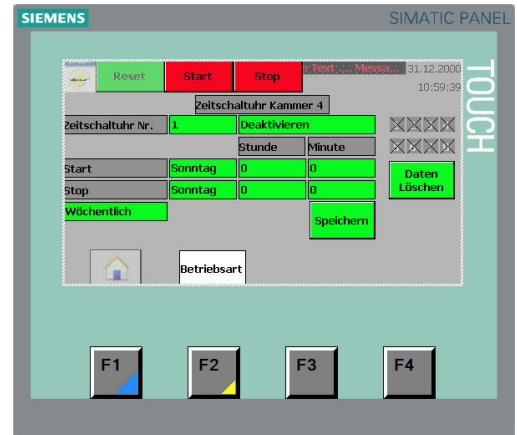 SIEMENS
SIMATIC PANEL
TOUCH
Reset Start Stop Text Messa 31.12.2000
10:59:39
Zeitschaltuhr Kammer 4
Zeitschaltuhr Nr. 1 Deaktivieren
Stunde Minute
Start Sonntag 0 0
Stop Sonntag 0 0
Daten
Löschen
Wöchentlich
Speichern
Betriebsart
F1 F2 F3 F4